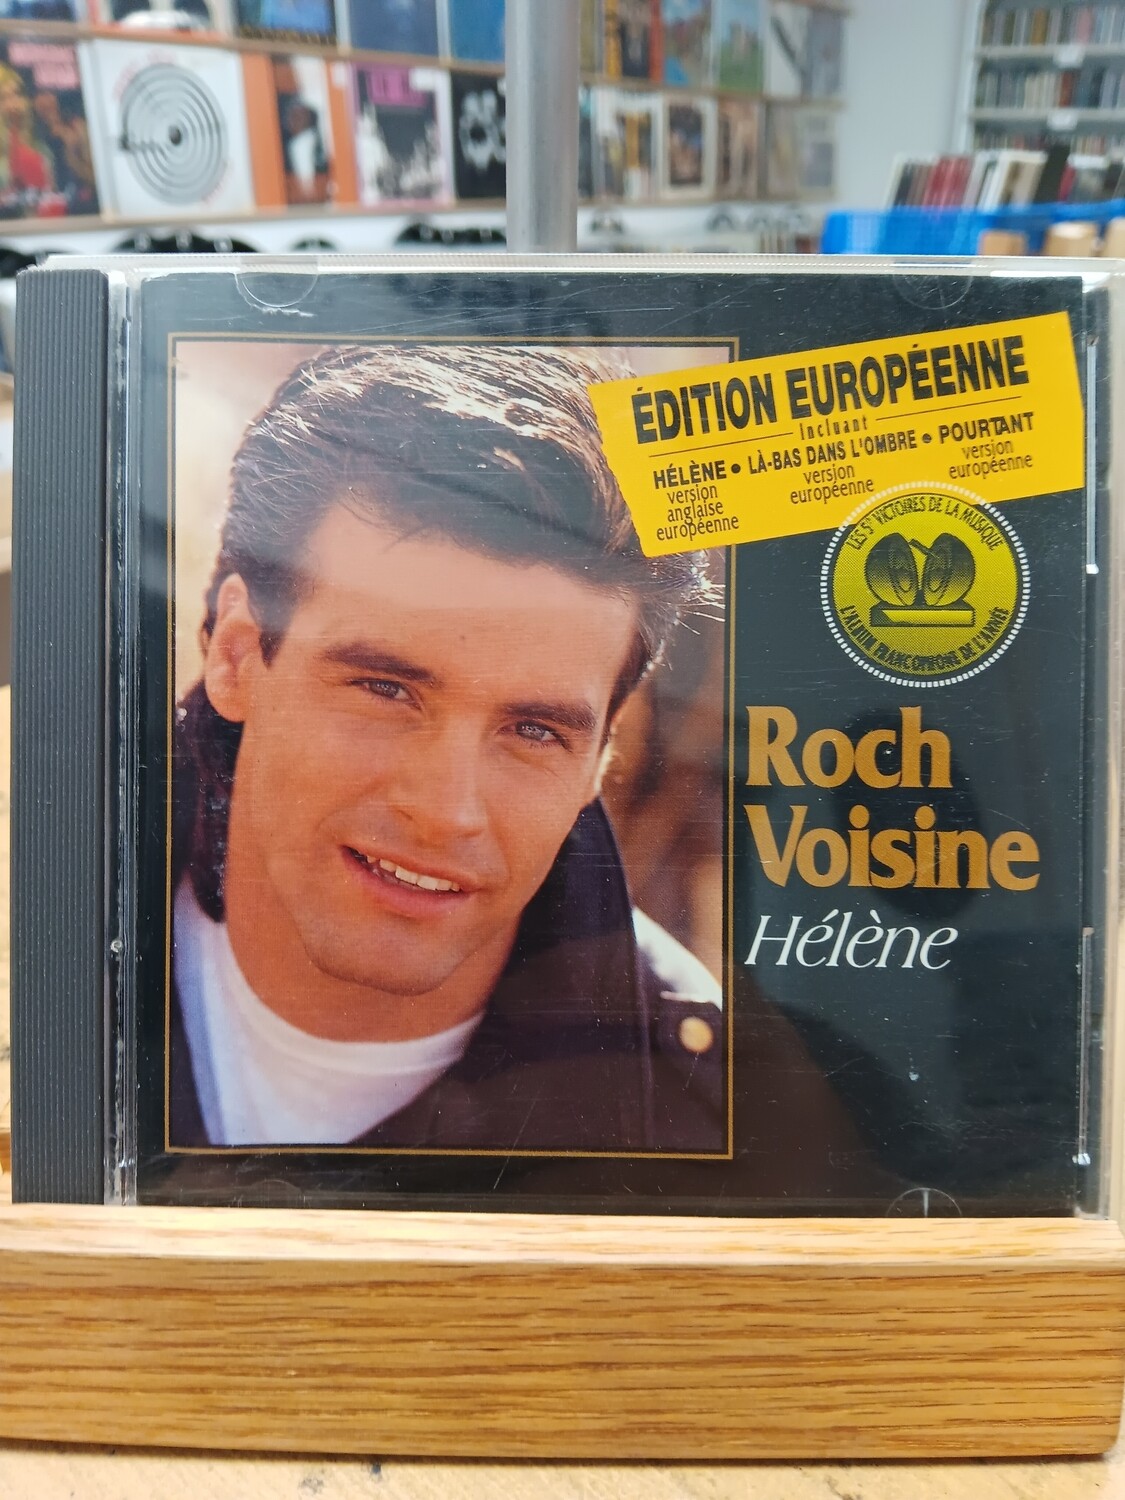 ÉDITION EUROPÉENNE
Incluant
HÉLÈNE • LÀ-BAS DANS L'OMBRE • POURTANT
version anglaise européenne
version européenne
version européenne
LES 5ᵉ VICTOIRES DE LA MUSIQUE
L'ALBUM FRANCOPHONE DE L'ANNÉE
Roch
Voisine
Hélène